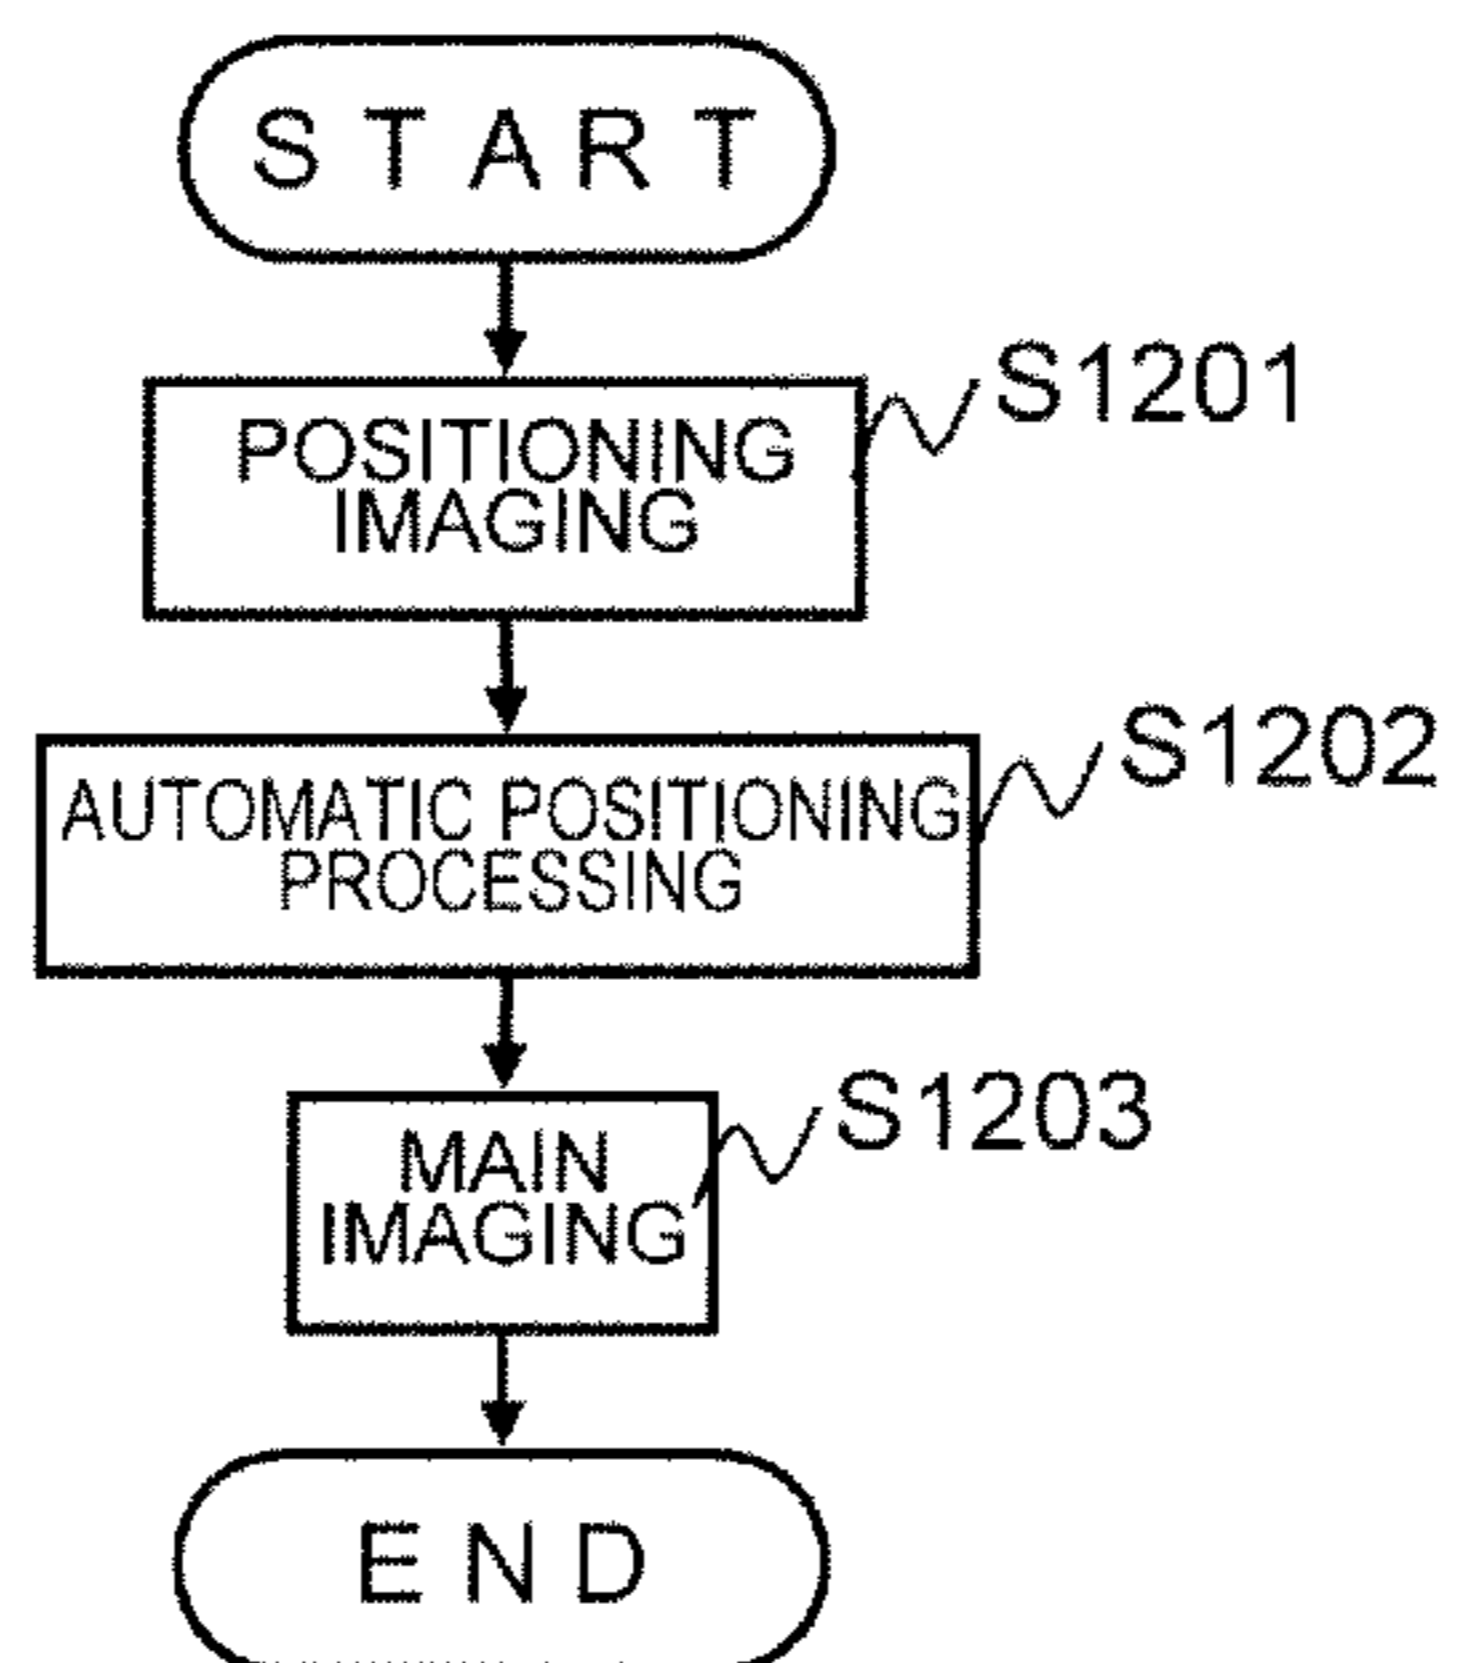 START
S1201
POSITIONING
IMAGING
S1202
AUTOMATIC POSITIONING
PROCESSING
S1203
MAIN
IMAGING
END